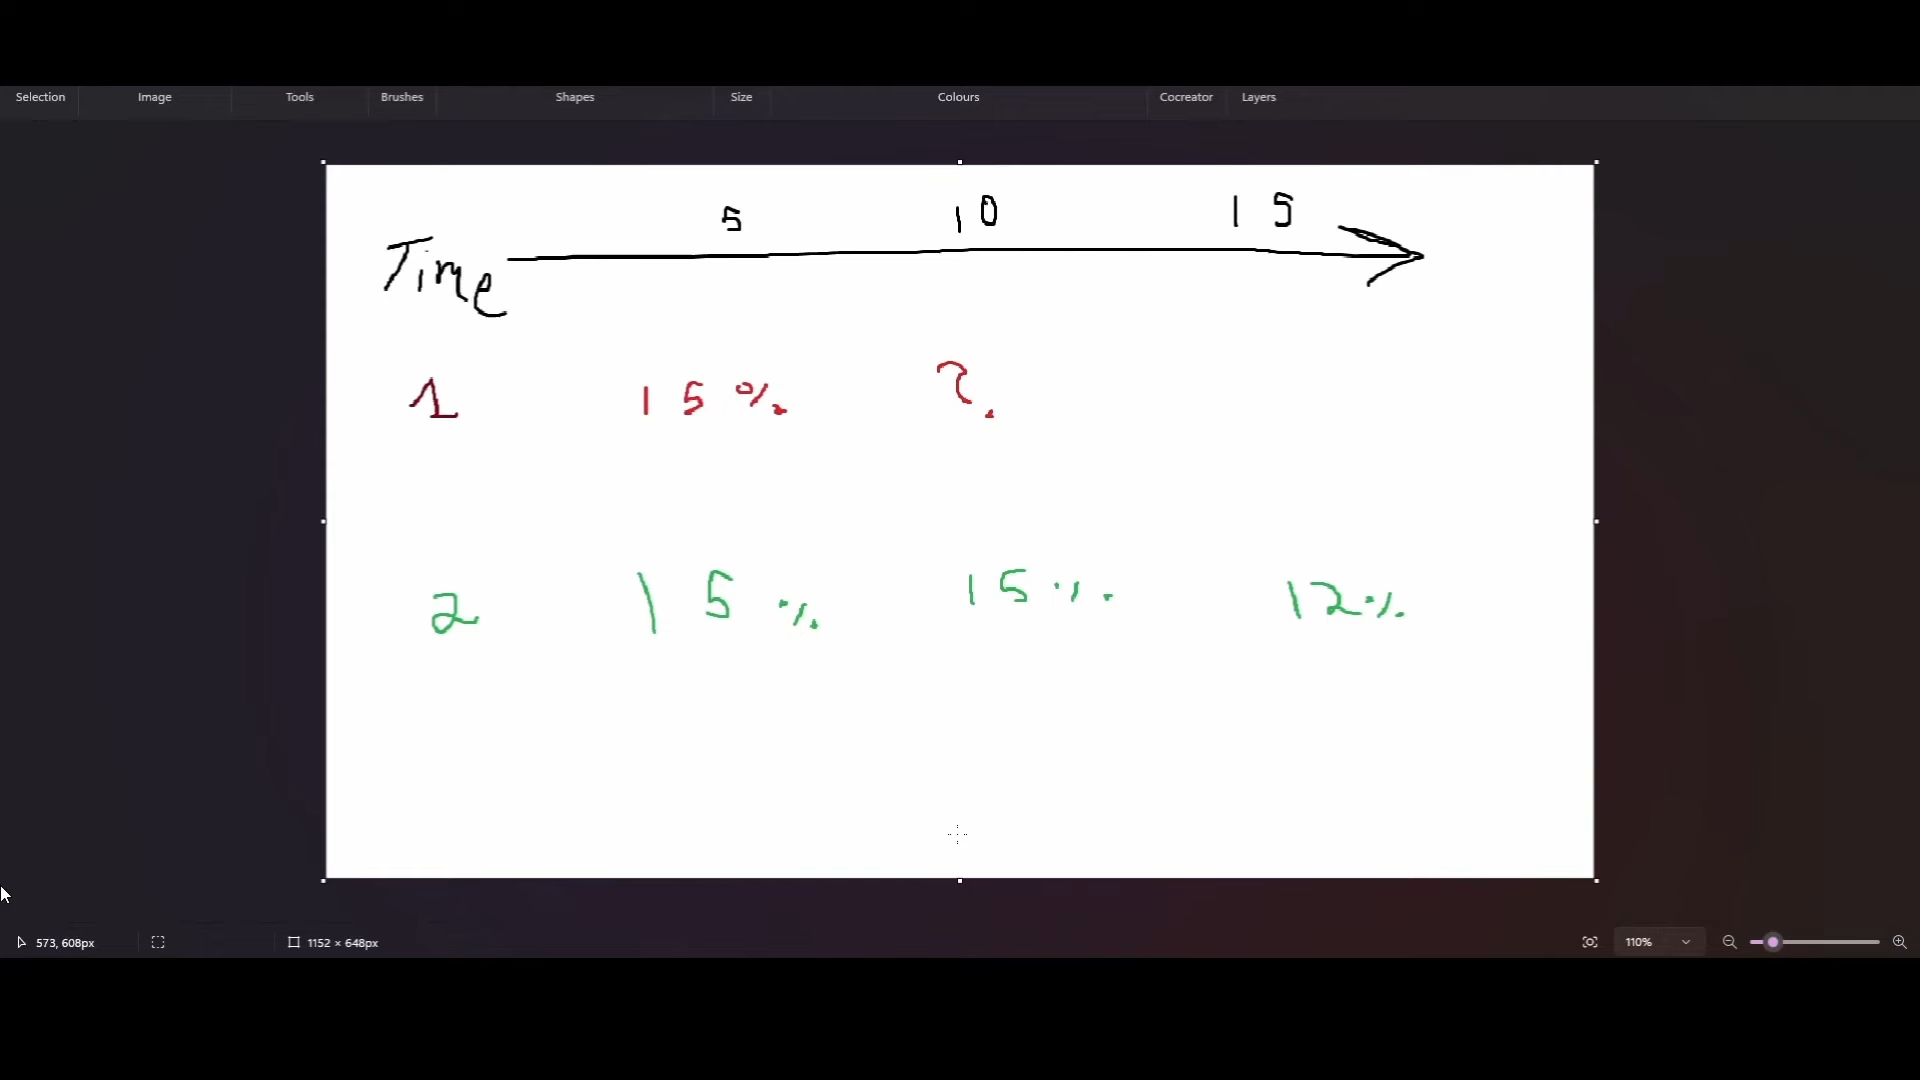 Selection Image Tools Brushes Shapes Size Colours Cocreator Layers
5 10 15
Time
1 15% ?
2 15% 15% 12%
573, 608px 1152 × 648px 110%